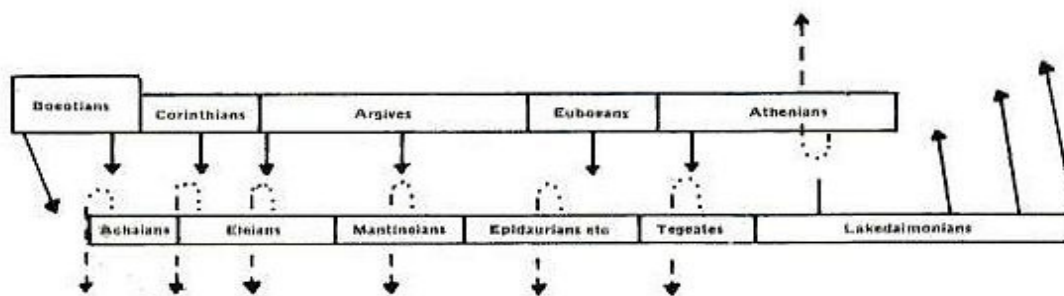 Boeotians Corinthians Argives Euboeans Athenians
Achaians Eleians Mantineians Epidaurians etc Tegeates Lakedaimonians